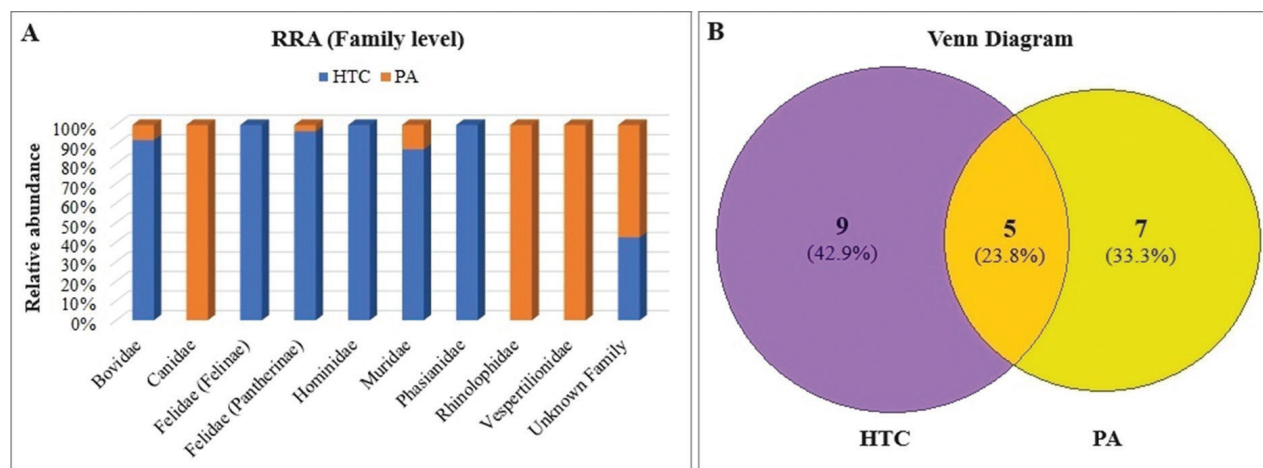 A
RRA (Family level)
HTC PA
Relative abundance
100%
90%
80%
70%
60%
50%
40%
30%
20%
10%
0%
Bovidae
Canidae
Felidae (Felinae)
Felidae (Pantherinae)
Hominidae
Muridae
Phasianidae
Rhinolophidae
Vespertilionidae
Unknown Family
B
Venn Diagram
9
(42.9%)
5
(23.8%)
7
(33.3%)
HTC
PA